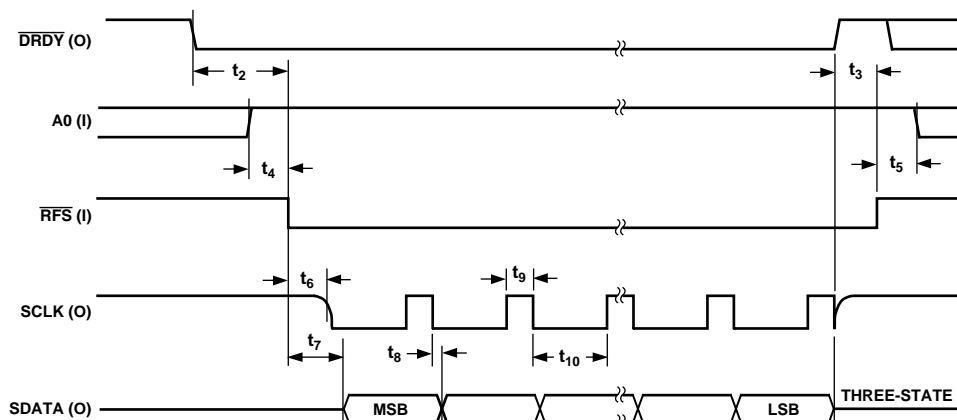 DRDY (O)
t2
t3
A0 (I)
t4
t5
RFS (I)
t6
t9
SCLK (O)
t7
t8
t10
THREE-STATE
SDATA (O)
MSB
LSB